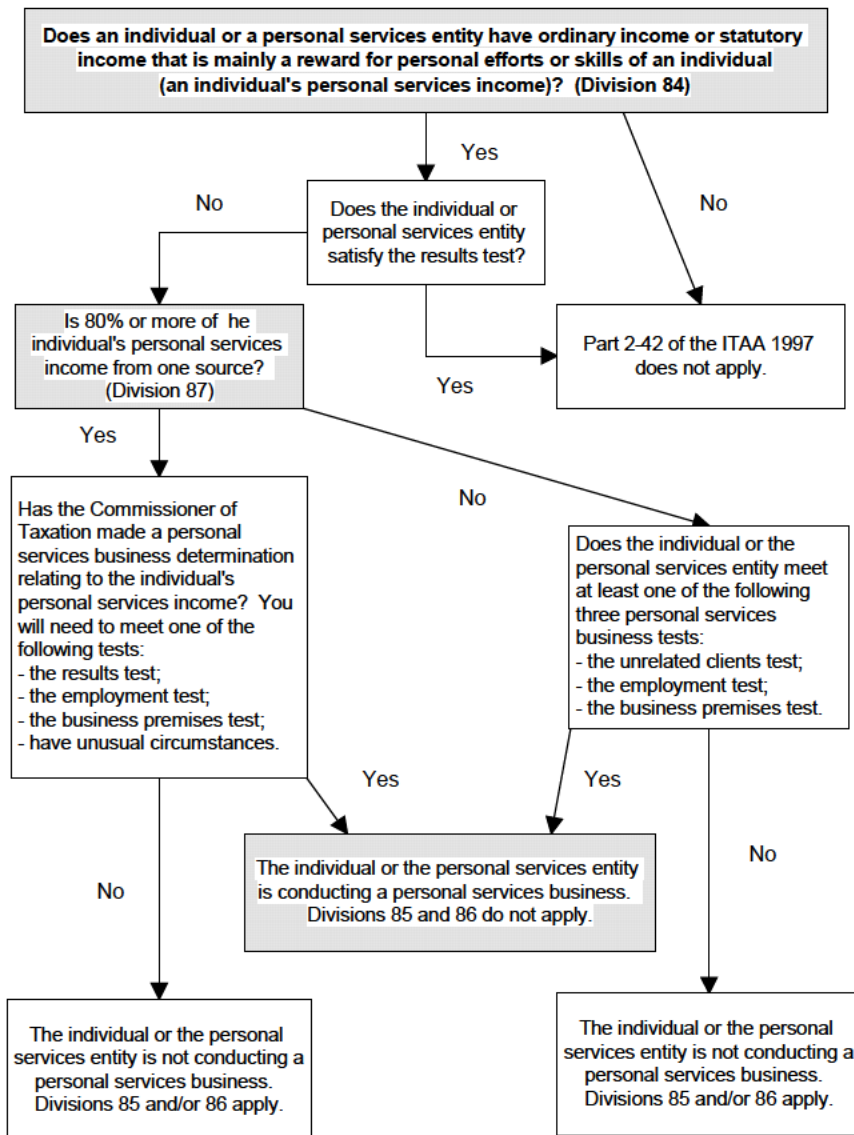 Does an individual or a personal services entity have ordinary income or statutory
income that is mainly a reward for personal efforts or skills of an individual
(an individual's personal services income)?  (Division 84)
Yes
No
No
Does the individual or
personal services entity
satisfy the results test?
Is 80% or more of  he
individual's personal services
income from one source?
(Division 87)
Part 2-42 of the ITAA 1997
does not apply.
Yes
Yes
No
Has the Commissioner of
Taxation made a personal
services business determination
relating to the individual's
personal services income?  You
will need to meet one of the
following tests:
- the results test;
- the employment test;
- the business premises test;
- have unusual circumstances.
Does the individual or the
personal services entity meet
at least one of the following
three personal services
business tests:
- the unrelated clients test;
- the employment test;
- the business premises test.
Yes
Yes
The individual or the personal services entity
is conducting a personal services business.
Divisions 85 and 86 do not apply.
No
No
The individual or the personal
services entity is not conducting a
personal services business.
Divisions 85 and/or 86 apply.
The individual or the personal
services entity is not conducting a
personal services business.
Divisions 85 and/or 86 apply.